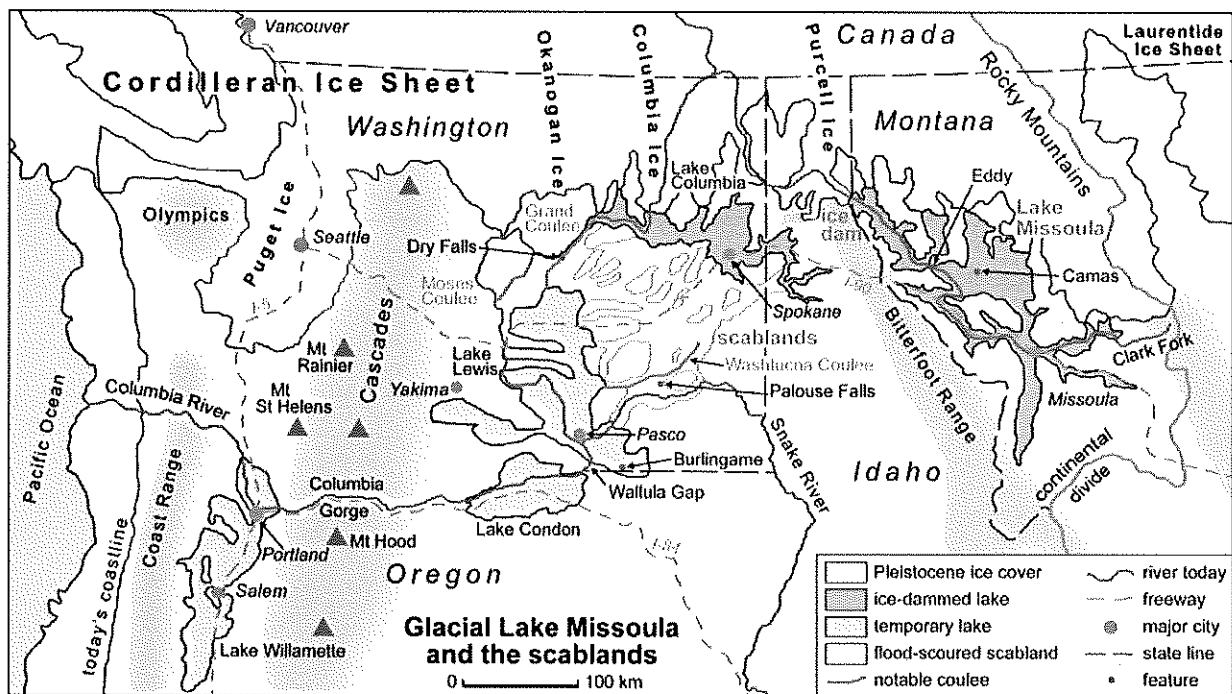 Vancouver
Cordilleran Ice Sheet
Washington
Okanogan Ice
Columbia Ice
Purcell Ice
Canada
Montana
Rocky Mountains
Laurentide
Ice Sheet
Olympics
Puget Ice
Seattle
I-5
Grand
Coulee
Dry Falls
Moses
Coulee
Lake
Columbia
ice
dam
Eddy
Lake
Missoula
Camas
I-90
Spokane
Bitterfoot Range
Clark Fork
Missoula
scablands
Washtucna Coulee
Palouse Falls
Cascades
Mt
Rainier
Lake
Lewis
Yakima
Columbia River
Mt
St Helens
Pacific Ocean
Coast Range
today's coastline
Pasco
Burlingame
Wallula Gap
Snake River
Idaho
continental
divide
Columbia
Gorge
Lake Condon
I-84
Portland
Mt Hood
Salem
Oregon
Lake Willamette
Glacial Lake Missoula
and the scablands
0 100 km
Pleistocene ice cover
ice-dammed lake
temporary lake
flood-scoured scabland
notable coulee
river today
freeway
major city
state line
feature